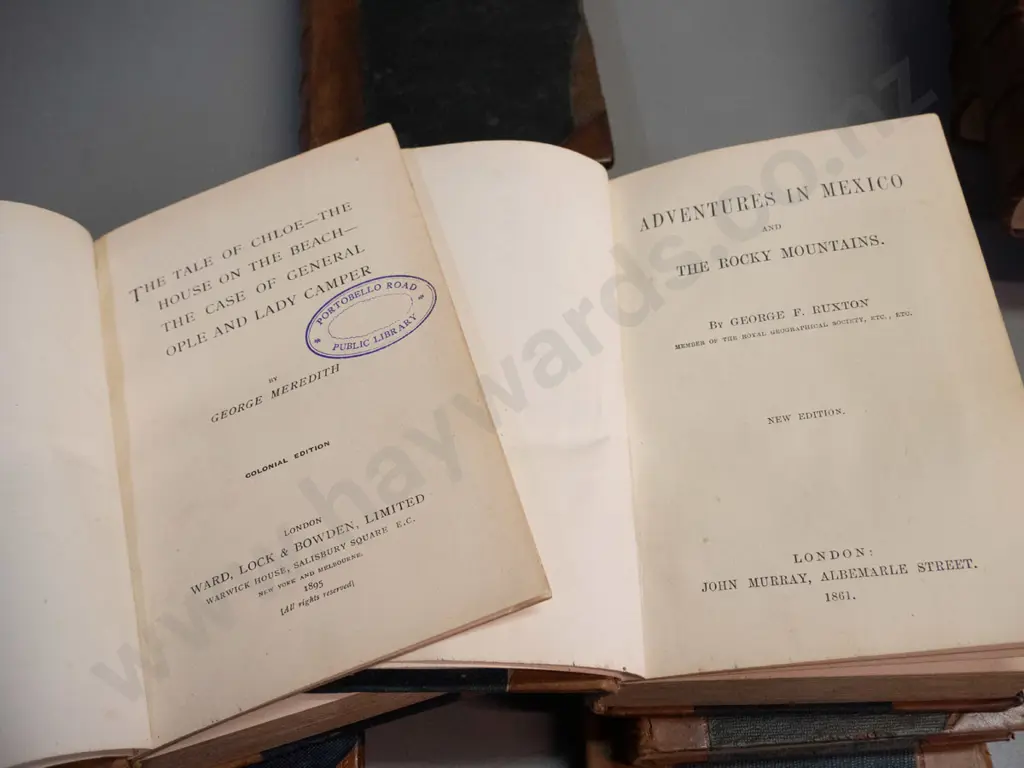 THE TALE OF CHLOE—THE
HOUSE ON THE BEACH—
THE CASE OF GENERAL
OPLE AND LADY CAMPER
PORTOBELLO ROAD
* PUBLIC LIBRARY *
BY
GEORGE MEREDITH
COLONIAL EDITION
LONDON
WARD, LOCK & BOWDEN, LIMITED
WARWICK HOUSE, SALISBURY SQUARE E.C.
NEW YORK AND MELBOURNE.
1895
[All rights reserved]
ADVENTURES IN MEXICO
AND
THE ROCKY MOUNTAINS.
BY GEORGE F. RUXTON
MEMBER OF THE ROYAL GEOGRAPHICAL SOCIETY, ETC., ETC.
NEW EDITION.
LONDON:
JOHN MURRAY, ALBEMARLE STREET.
1861.
www.haywards.co.nz